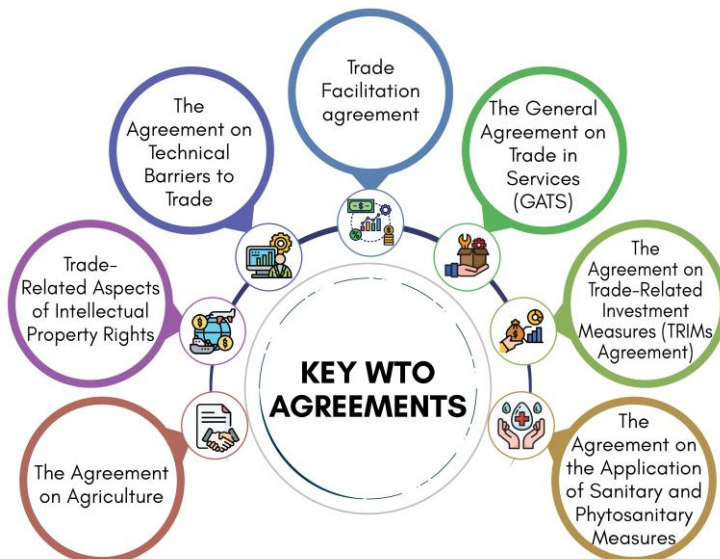 Trade
Facilitation
agreement
The
Agreement on
Technical
Barriers to
Trade
The General
Agreement on
Trade in
Services
(GATS)
Trade-
Related Aspects
of Intellectual
Property Rights
The
Agreement on
Trade-Related
Investment
Measures (TRIMs
Agreement)
KEY WTO
AGREEMENTS
The Agreement
on Agriculture
The
Agreement on
the Application
of Sanitary and
Phytosanitary
Measures